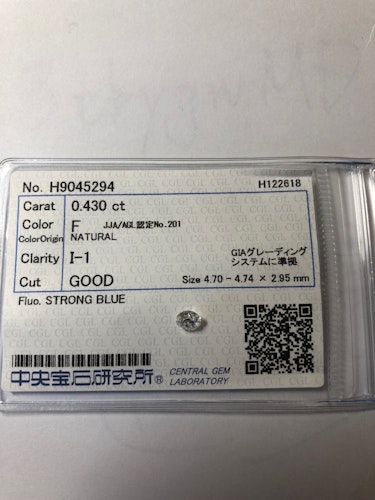 No. H9045294 H122618
Carat 0.430 ct
Color F JJA/AGL認定No.201
ColorOrigin NATURAL
Clarity I-1 GIAグレーディング
システムに準拠
Cut GOOD Size 4.70 - 4.74 × 2.95 mm
Fluo. STRONG BLUE
中央宝石研究所® CENTRAL GEM
LABORATORY